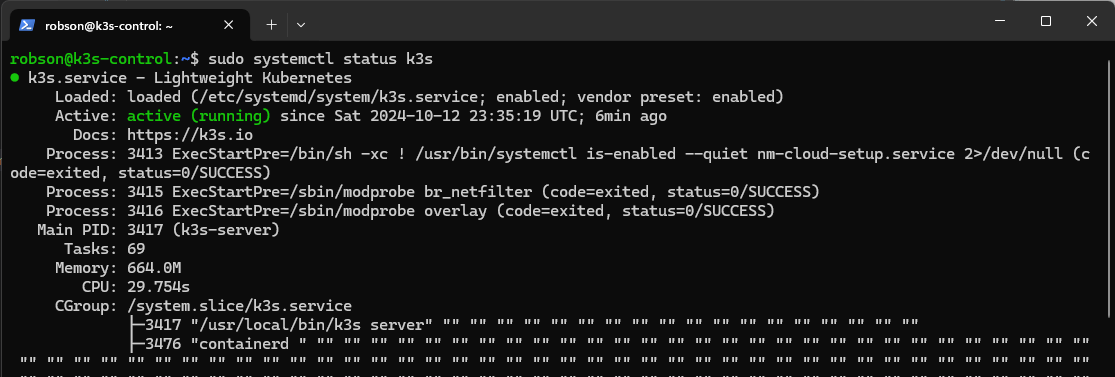 robson@k3s-control: ~
robson@k3s-control:~$ sudo systemctl status k3s
● k3s.service - Lightweight Kubernetes
Loaded: loaded (/etc/systemd/system/k3s.service; enabled; vendor preset: enabled)
Active: active (running) since Sat 2024-10-12 23:35:19 UTC; 6min ago
Docs: https://k3s.io
Process: 3413 ExecStartPre=/bin/sh -xc ! /usr/bin/systemctl is-enabled --quiet nm-cloud-setup.service 2>/dev/null (c
ode=exited, status=0/SUCCESS)
Process: 3415 ExecStartPre=/sbin/modprobe br_netfilter (code=exited, status=0/SUCCESS)
Process: 3416 ExecStartPre=/sbin/modprobe overlay (code=exited, status=0/SUCCESS)
Main PID: 3417 (k3s-server)
Tasks: 69
Memory: 664.0M
CPU: 29.754s
CGroup: /system.slice/k3s.service
├─3417 "/usr/local/bin/k3s server" "" "" "" "" "" "" "" "" "" "" "" "" "" "" "" "" "" ""
├─3476 "containerd " "" "" "" "" "" "" "" "" "" "" "" "" "" "" "" "" "" "" "" "" "" "" "" "" "" "" "" "" ""
"" "" "" "" "" "" "" "" "" "" "" "" "" "" "" "" "" "" "" "" "" "" "" "" "" "" "" "" "" "" "" "" "" "" "" "" "" "" "" ""